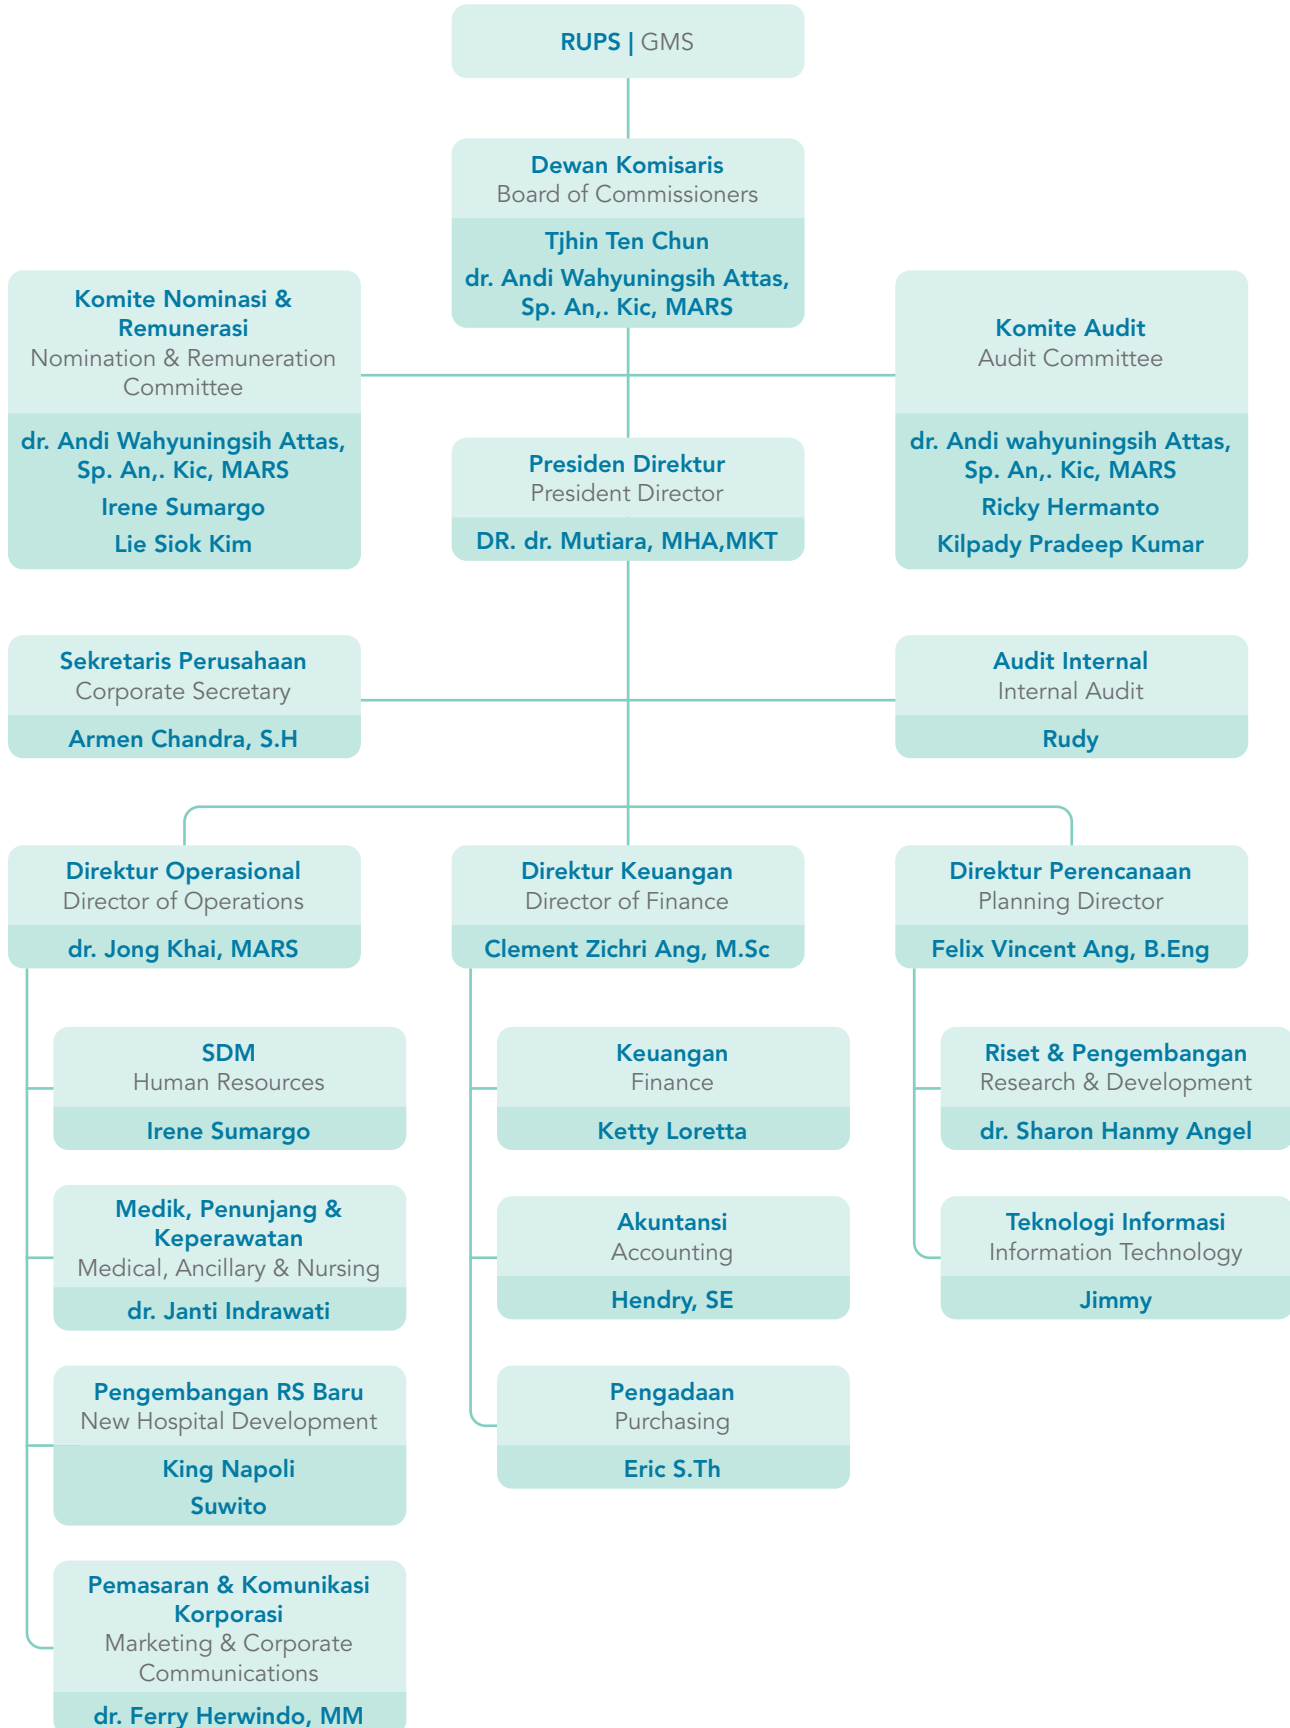 RUPS | GMS
Dewan Komisaris
Board of Commissioners
Tjhin Ten Chun
dr. Andi Wahyuningsih Attas,
Sp. An,. Kic, MARS
Komite Nominasi &
Remunerasi
Nomination & Remuneration
Committee
dr. Andi Wahyuningsih Attas,
Sp. An,. Kic, MARS
Irene Sumargo
Lie Siok Kim
Komite Audit
Audit Committee
dr. Andi wahyuningsih Attas,
Sp. An,. Kic, MARS
Ricky Hermanto
Kilpady Pradeep Kumar
Presiden Direktur
President Director
DR. dr. Mutiara, MHA,MKT
Sekretaris Perusahaan
Corporate Secretary
Armen Chandra, S.H
Audit Internal
Internal Audit
Rudy
Direktur Operasional
Director of Operations
dr. Jong Khai, MARS
Direktur Keuangan
Director of Finance
Clement Zichri Ang, M.Sc
Direktur Perencanaan
Planning Director
Felix Vincent Ang, B.Eng
SDM
Human Resources
Irene Sumargo
Medik, Penunjang &
Keperawatan
Medical, Ancillary & Nursing
dr. Janti Indrawati
Pengembangan RS Baru
New Hospital Development
King Napoli
Suwito
Pemasaran & Komunikasi
Korporasi
Marketing & Corporate
Communications
dr. Ferry Herwindo, MM
Keuangan
Finance
Ketty Loretta
Akuntansi
Accounting
Hendry, SE
Pengadaan
Purchasing
Eric S.Th
Riset & Pengembangan
Research & Development
dr. Sharon Hanmy Angel
Teknologi Informasi
Information Technology
Jimmy